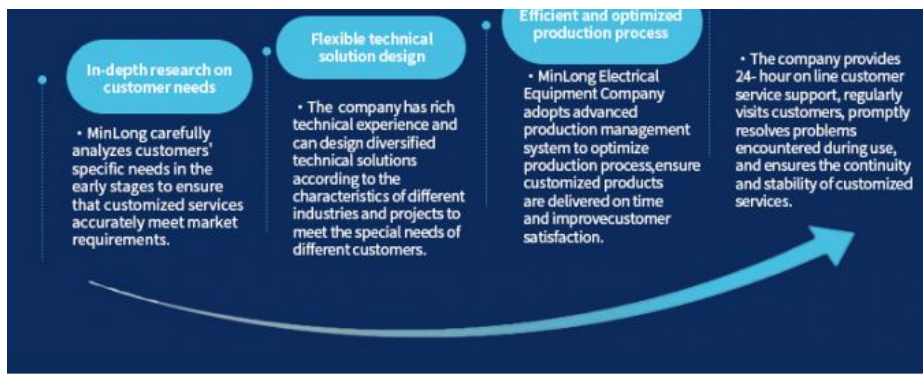 In-depth research on
customer needs
• MinLong carefully
analyzes customers'
specific needs in the
early stages to ensure
that customized services
accurately meet market
requirements.
Flexible technical
solution design
• The company has rich
technical experience and
can design diversified
technical solutions
according to the
characteristics of different
industries and projects to
meet the special needs of
different customers.
Efficient and optimized
production process
• MinLong Electrical
Equipment Company
adopts advanced
production management
system to optimize
production process,ensure
customized products
are delivered on time
and improvecustomer
satisfaction.
• The company provides
24- hour on line customer
service support, regularly
visits customers, promptly
resolves problems
encountered during use,
and ensures the continuity
and stability of customized
services.